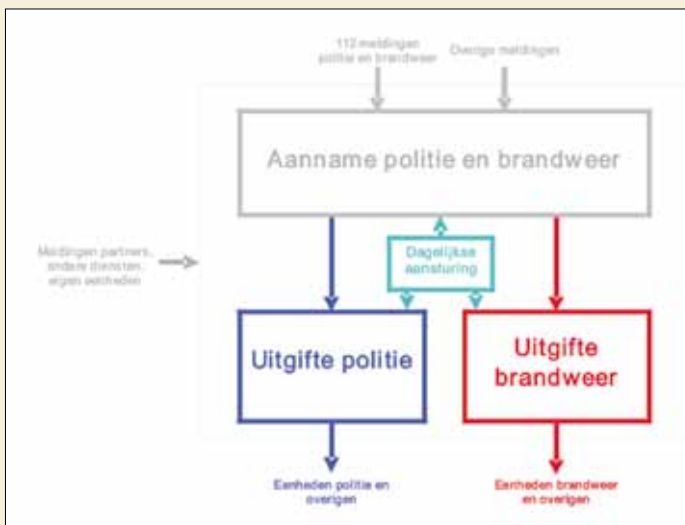 112 meldingen
politie en brandweer
Overige meldingen
Aanname politie en brandweer
Meldingen partners,
andere diensten,
eigen eenheden
Dagelijkse
aansturing
Uitgifte politie
Uitgifte
brandweer
Eenheden politie en
overigen
Eenheden brandweer
en overigen